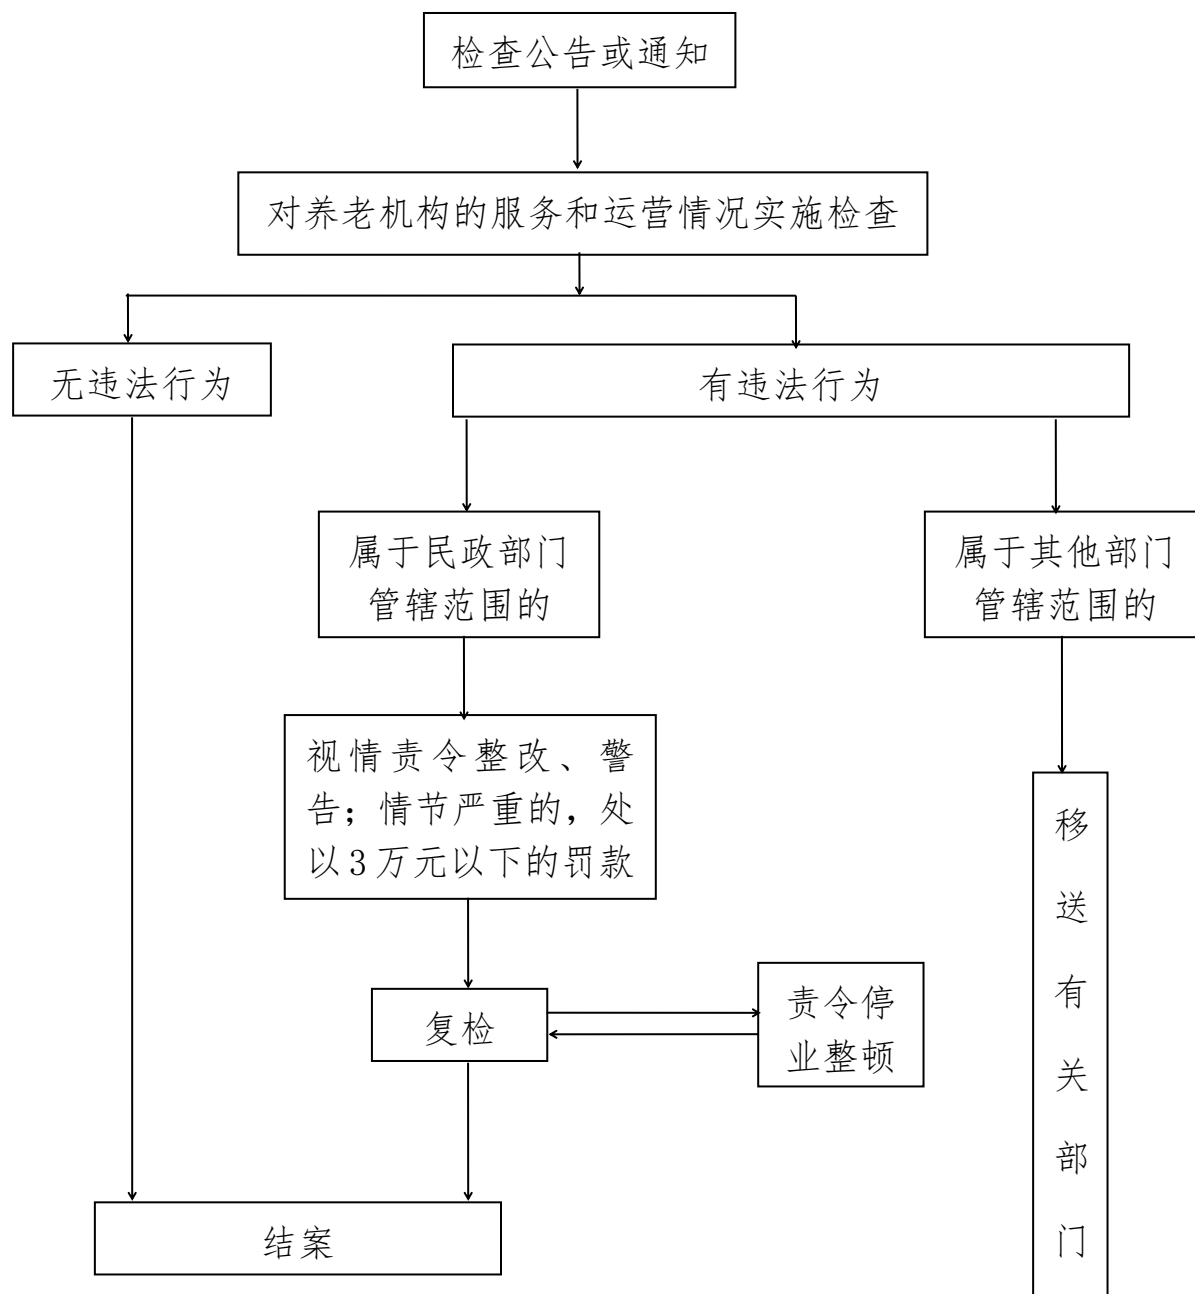 检查公告或通知
对养老机构的服务和运营情况实施检查
无违法行为
有违法行为
属于民政部门
管辖范围的
属于其他部门
管辖范围的
视情责令整改、警
告；情节严重的，处
以3万元以下的罚款
移送有关部门
复检
责令停
业整顿
结案